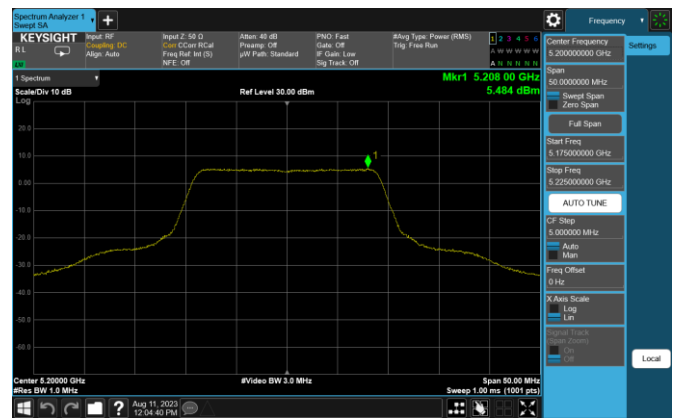 Spectrum Analyzer 1
Swept SA
Frequency
KEYSIGHT
R L
LXI
Input: RF
Coupling: DC
Align: Auto
Input Z: 50 Ω
Corr CCorr RCal
Freq Ref: Int (S)
NFE: Off
Atten: 40 dB
Preamp: Off
µW Path: Standard
PNO: Fast
Gate: Off
IF Gain: Low
Sig Track: Off
#Avg Type: Power (RMS)
Trig: Free Run
1 2 3 4 5 6
A W W W W W
A N N N N N
Center Frequency
5.200000000 GHz
Settings
1 Spectrum
Mkr1 5.208 00 GHz
Scale/Div 10 dB
Ref Level 30.00 dBm
5.484 dBm
Log
20.0
10.0
0.00
-10.0
-20.0
-30.0
-40.0
-50.0
-60.0
1
Span
50.0000000 MHz
Swept Span
Zero Span
Full Span
Start Freq
5.175000000 GHz
Stop Freq
5.225000000 GHz
AUTO TUNE
CF Step
5.000000 MHz
Auto
Man
Freq Offset
0 Hz
X Axis Scale
Log
Lin
Signal Track
(Span Zoom)
On
Off
Local
Center 5.20000 GHz
#Video BW 3.0 MHz
Span 50.00 MHz
#Res BW 1.0 MHz
Sweep 1.00 ms (1001 pts)
?
Aug 11, 2023
12:04:40 PM